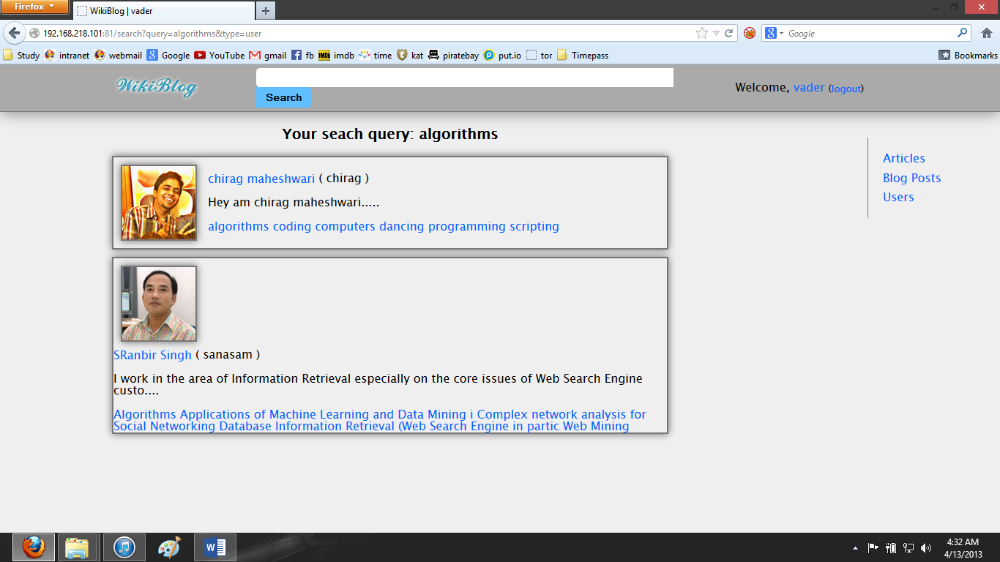 Firefox
WikiBlog | vader
192.168.218.101:81/search?query=algorithms&type=user
Google
Study intranet webmail Google YouTube gmail fb imdb time kat piratebay put.io tor Timepass Bookmarks
WikiBlog
Search
Welcome, vader (logout)
Your seach query: algorithms
chirag maheshwari ( chirag )
Hey am chirag maheshwari.....
algorithms coding computers dancing programming scripting
SRanbir Singh ( sanasam )
I work in the area of Information Retrieval especially on the core issues of Web Search Engine
custo....
Algorithms Applications of Machine Learning and Data Mining i Complex network analysis for
Social Networking Database Information Retrieval (Web Search Engine in partic Web Mining
Articles
Blog Posts
Users
4:32 AM
4/13/2013